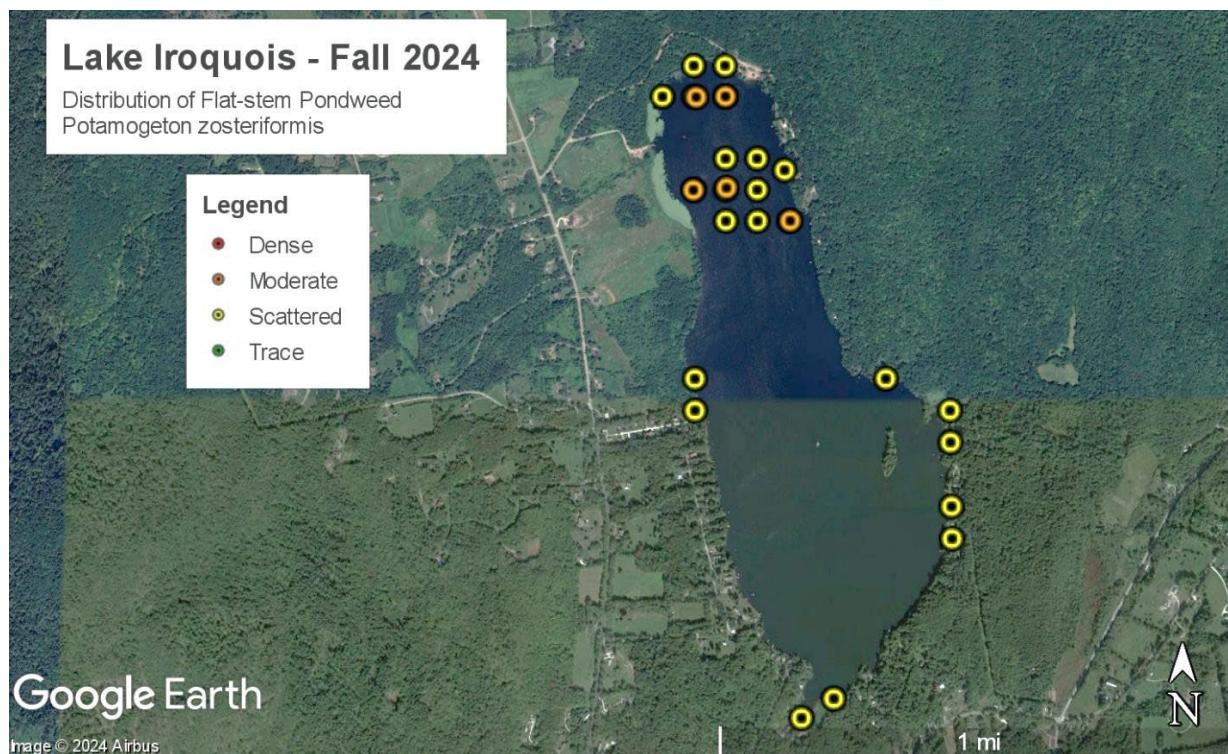 Lake Iroquois - Fall 2024
Distribution of Flat-stem Pondweed
Potamogeton zosteriformis
Legend
Dense
Moderate
Scattered
Trace
Google Earth
N
Image © 2024 Airbus
1 mi